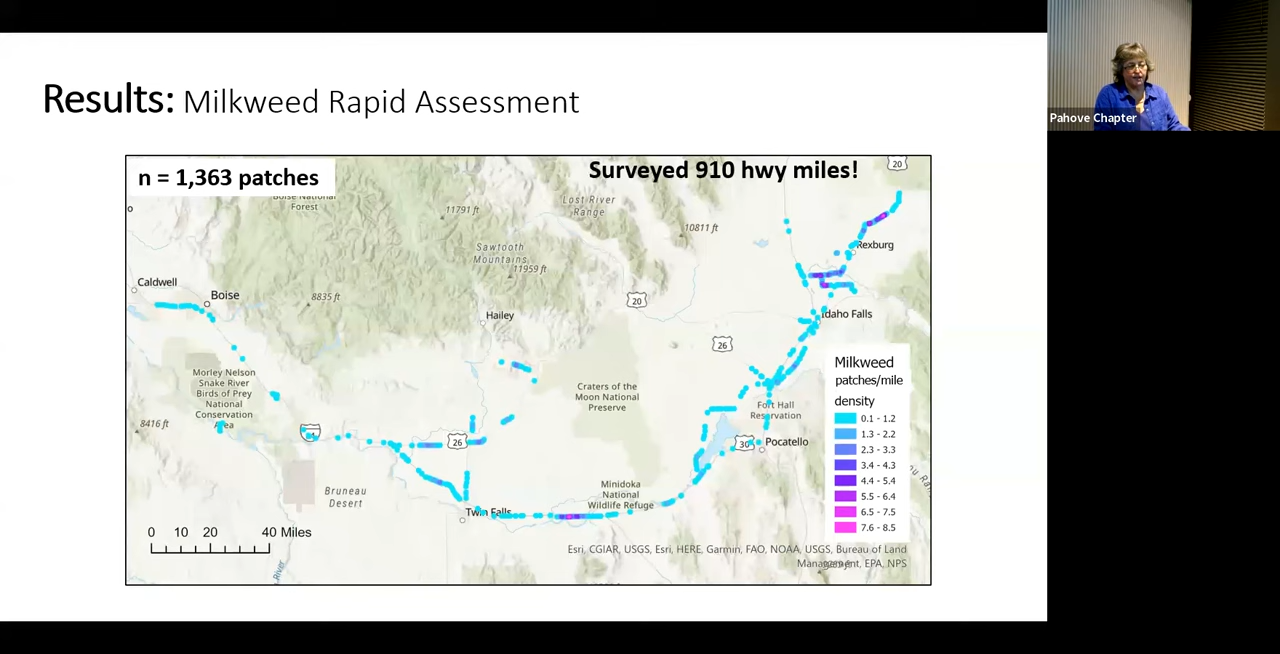 Results: Milkweed Rapid Assessment
Pahove Chapter
n = 1,363 patches
Surveyed 910 hwy miles!
20
Boise National
Forest
11791 ft
Lost River
Range
10811 ft
Sawtooth
Mountains
11959 ft
Rexburg
Caldwell
Boise
8835 ft
20
Hailey
Idaho Falls
26
Morley Nelson
Snake River
Birds of Prey
National
Conservation
Area
Craters of the
Moon National
Preserve
Fort Hall
Reservation
8416 ft
26
30
Pocatello
Minidoka
National
Wildlife Refuge
Bruneau
Desert
Twin Falls
River
Milkweed
patches/mile
density
0.1 - 1.2
1.3 - 2.2
2.3 - 3.3
3.4 - 4.3
4.4 - 5.4
5.5 - 6.4
6.5 - 7.5
7.6 - 8.5
0 10 20 40 Miles
Esri, CGIAR, USGS, Esri, HERE, Garmin, FAO, NOAA, USGS, Bureau of Land
Management, EPA, NPS